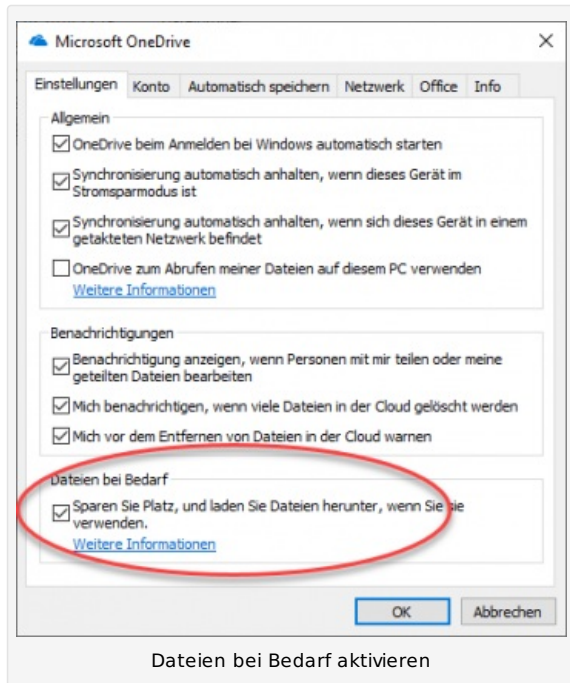 Microsoft OneDrive
Einstellungen Konto Automatisch speichern Netzwerk Office Info
Allgemein
OneDrive beim Anmelden bei Windows automatisch starten
Synchronisierung automatisch anhalten, wenn dieses Gerät im
Stromsparmodus ist
Synchronisierung automatisch anhalten, wenn sich dieses Gerät in einem
getakteten Netzwerk befindet
OneDrive zum Abrufen meiner Dateien auf diesem PC verwenden
Weitere Informationen
Benachrichtigungen
Benachrichtigung anzeigen, wenn Personen mit mir teilen oder meine
geteilten Dateien bearbeiten
Mich benachrichtigen, wenn viele Dateien in der Cloud gelöscht werden
Mich vor dem Entfernen von Dateien in der Cloud warnen
Dateien bei Bedarf
Sparen Sie Platz, und laden Sie Dateien herunter, wenn Sie sie
verwenden.
Weitere Informationen
OK Abbrechen
Dateien bei Bedarf aktivieren